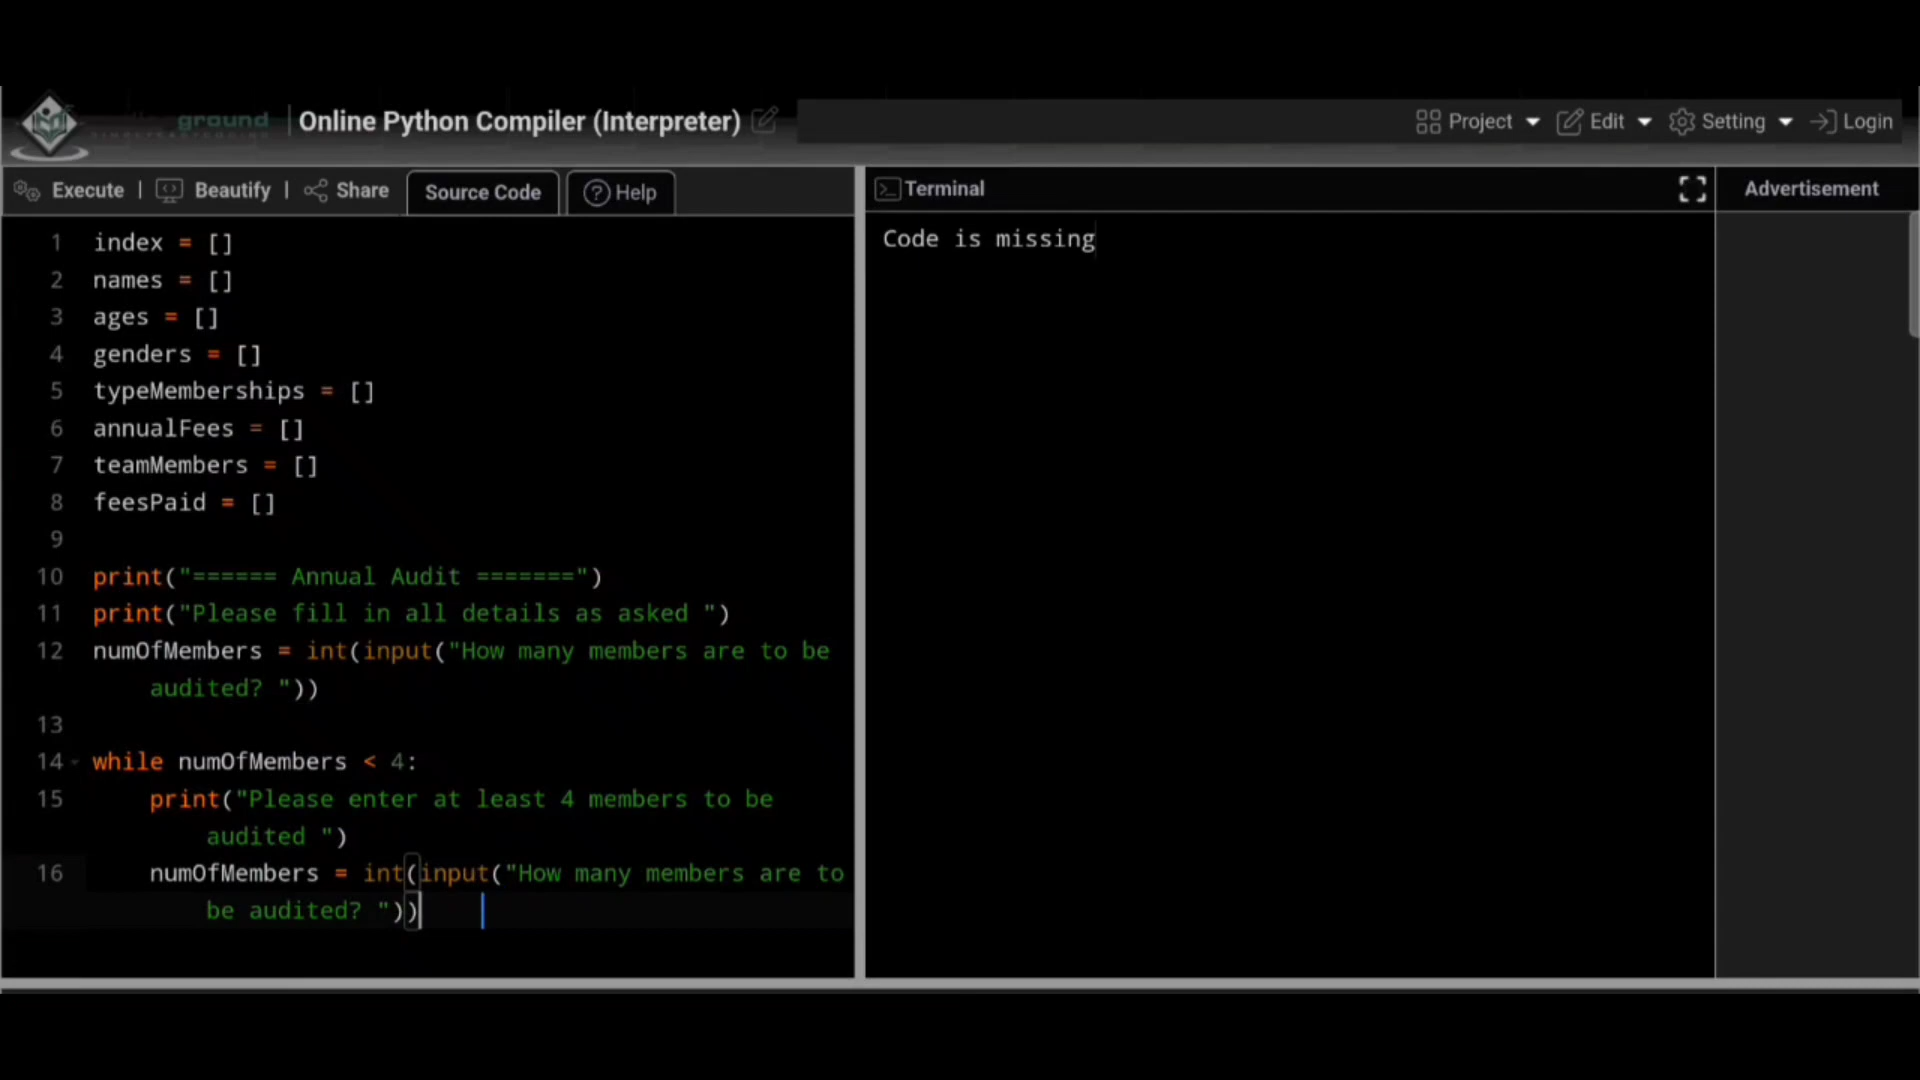 ground
Online Python Compiler (Interpreter)
Project
Edit
Setting
Login
Execute | Beautify | Share
Source Code
Help
Terminal
Advertisement
1 index = []
2 names = []
3 ages = []
4 genders = []
5 typeMemberships = []
6 annualFees = []
7 teamMembers = []
8 feesPaid = []
9
10 print("====== Annual Audit =======")
11 print("Please fill in all details as asked ")
12 numOfMembers = int(input("How many members are to be
audited? "))
13
14 while numOfMembers < 4:
15 print("Please enter at least 4 members to be
audited ")
16 numOfMembers = int(input("How many members are to
be audited? "))
Code is missing